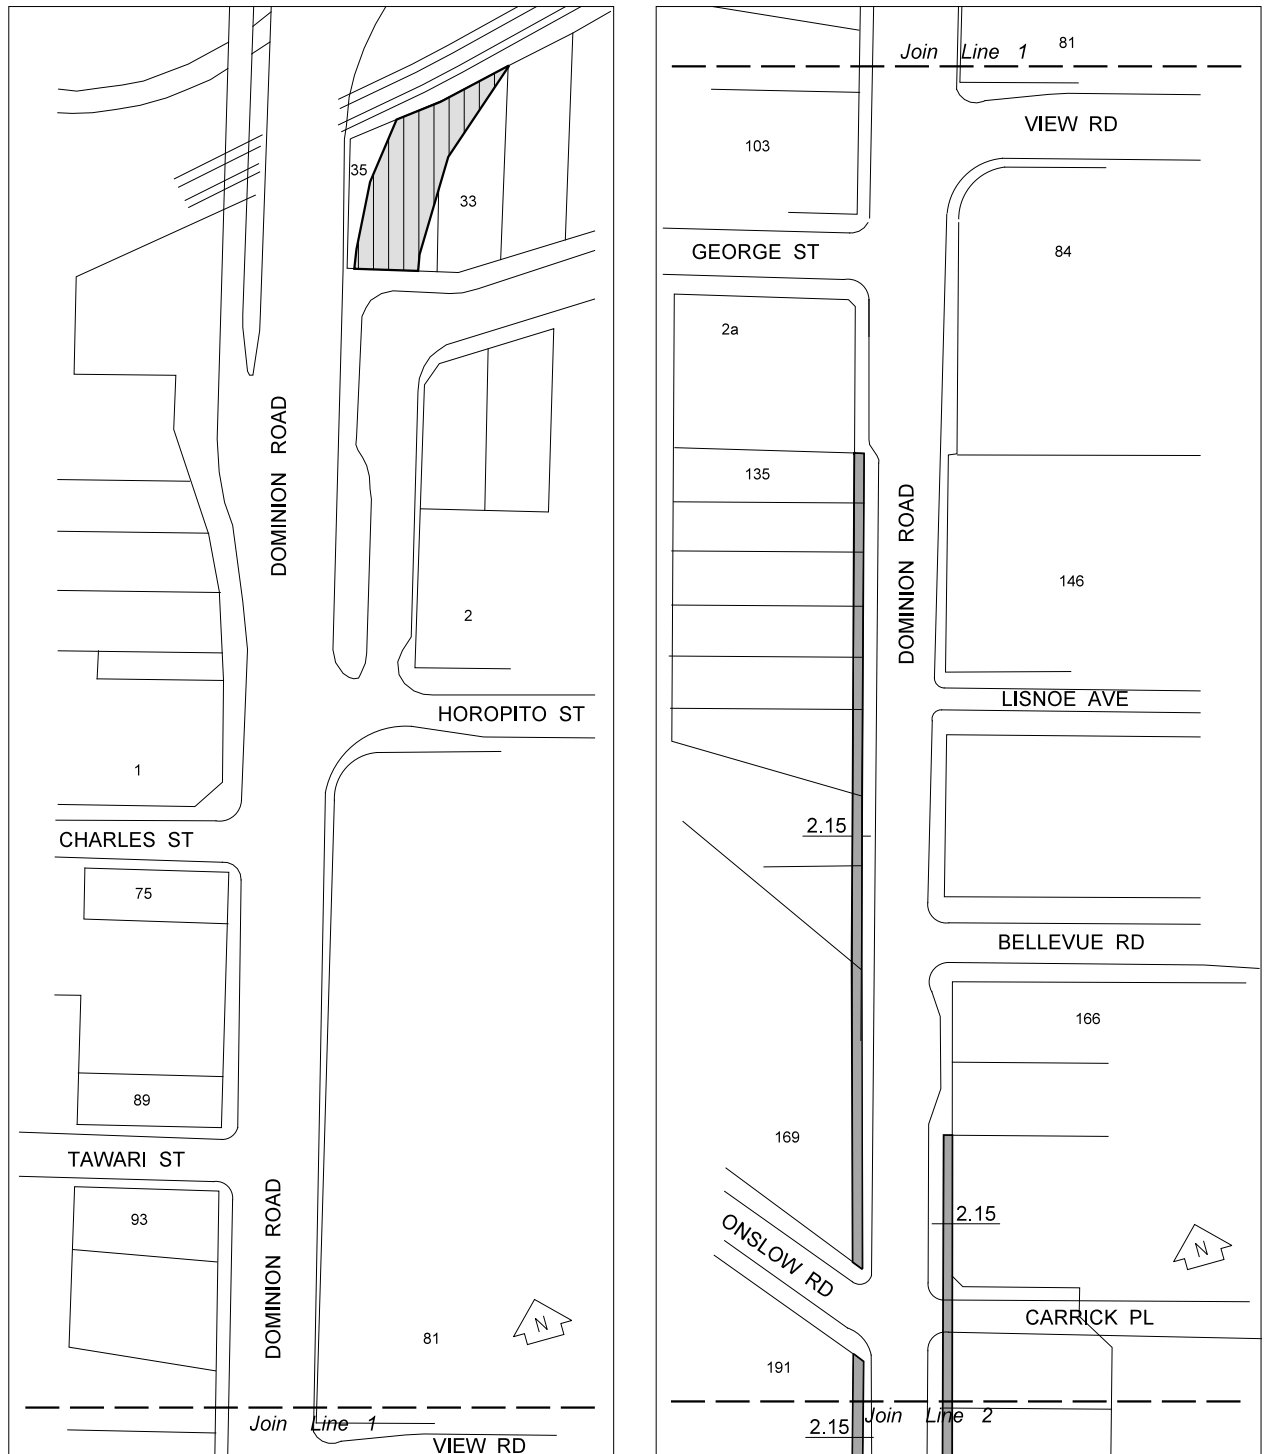 35
33
DOMINION ROAD
2
HOROPITO ST
1
CHARLES ST
75
89
TAWARI ST
93
DOMINION ROAD
81
N
Join Line 1
VIEW RD
Join Line 1
81
VIEW RD
103
GEORGE ST
84
2a
135
DOMINION ROAD
146
LISNOE AVE
2.15
BELLEVUE RD
166
169
2.15
ONSLOW RD
N
CARRICK PL
191
Join Line 2
2.15